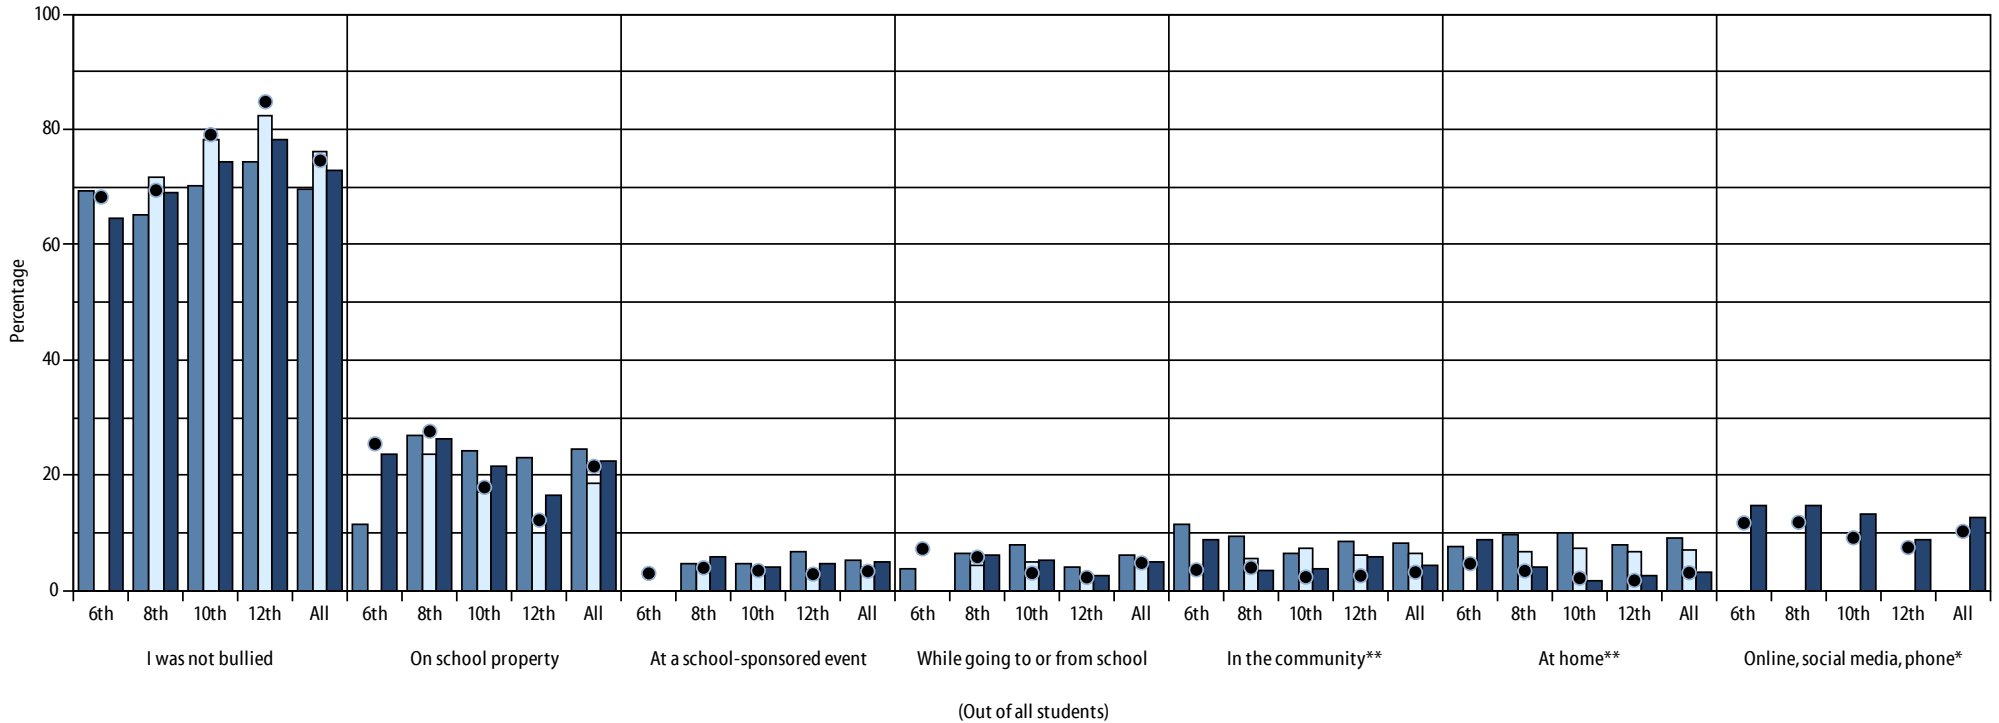 100
80
60
40
20
0
Percentage
6th 8th 10th 12th All 6th 8th 10th 12th All 6th 8th 10th 12th All 6th 8th 10th 12th All 6th 8th 10th 12th All 6th 8th 10th 12th All 6th 8th 10th 12th All
I was not bullied On school property At a school-sponsored event While going to or from school In the community** At home** Online, social media, phone*
(Out of all students)